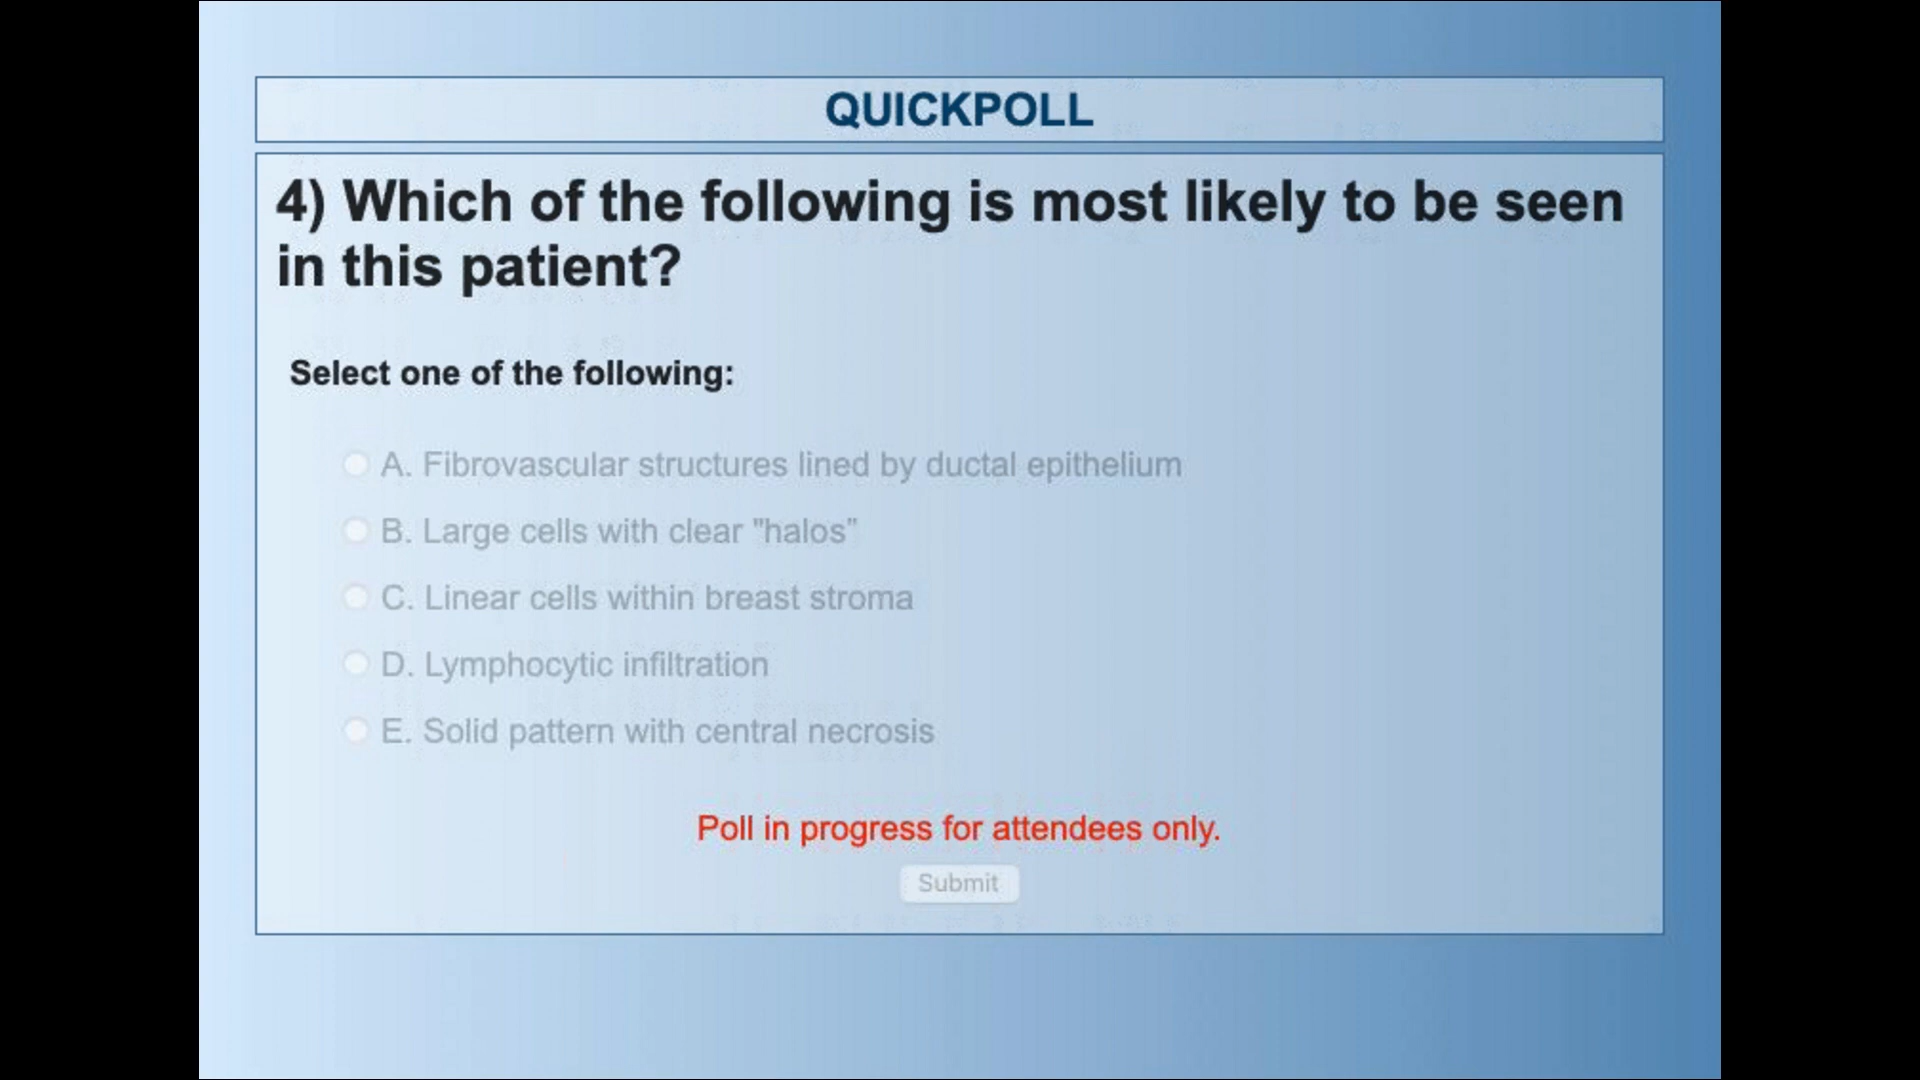 QUICKPOLL
4) Which of the following is most likely to be seen
in this patient?
Select one of the following:
A. Fibrovascular structures lined by ductal epithelium
B. Large cells with clear "halos"
C. Linear cells within breast stroma
D. Lymphocytic infiltration
E. Solid pattern with central necrosis
Poll in progress for attendees only.
Submit